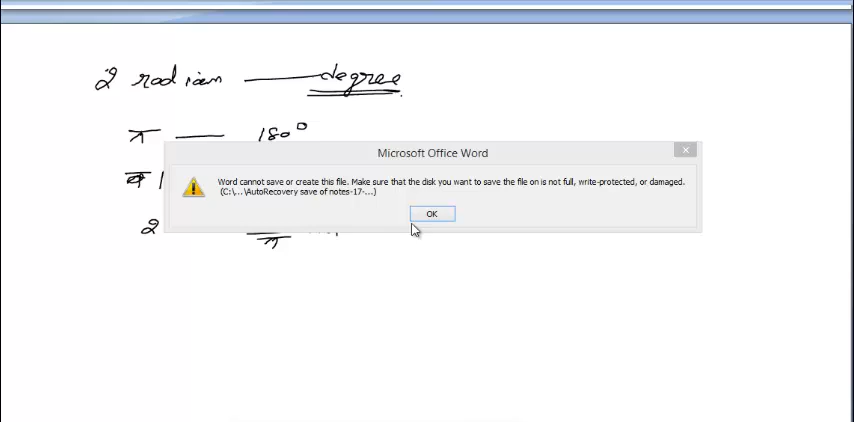 2 radian — degree
π — 180°
Microsoft Office Word
Word cannot save or create this file. Make sure that the disk you want to save the file on is not full, write-protected, or damaged.
(C:\...\AutoRecovery save of notes-17-...)
1
OK
2
π